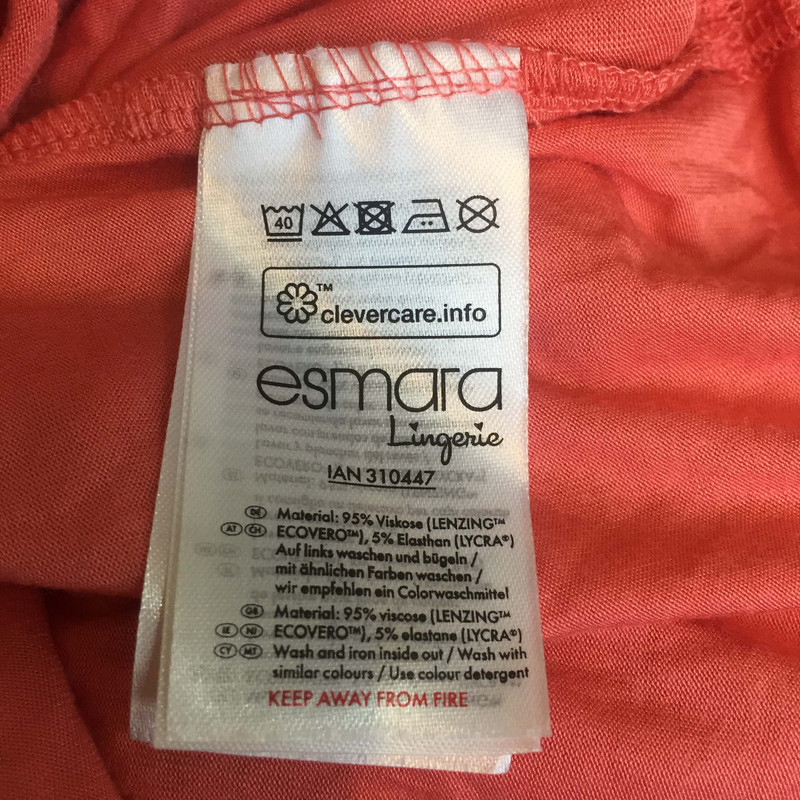 40
™
clevercare.info
esmara
Lingerie
IAN 310447
DE Material: 95% Viskose (LENZING™
AT CH ECOVERO™), 5% Elasthan (LYCRA®)
Auf links waschen und bügeln /
mit ähnlichen Farben waschen /
wir empfehlen ein Colorwaschmittel
GB Material: 95% viscose (LENZING™
IE NI ECOVERO™), 5% elastane (LYCRA®)
CY MT Wash and iron inside out / Wash with
similar colours / Use colour detergent
KEEP AWAY FROM FIRE